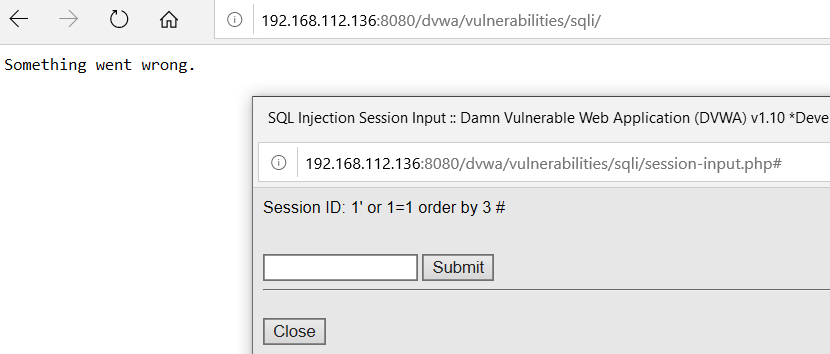 192.168.112.136:8080/dvwa/vulnerabilities/sqli/
Something went wrong.
SQL Injection Session Input :: Damn Vulnerable Web Application (DVWA) v1.10 *Deve
192.168.112.136:8080/dvwa/vulnerabilities/sqli/session-input.php#
Session ID: 1' or 1=1 order by 3 #
Submit
Close